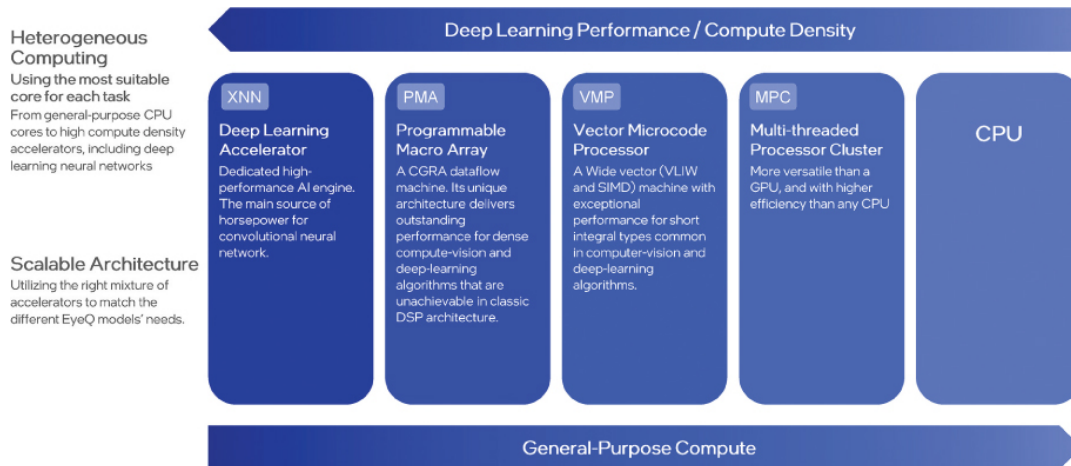 Deep Learning Performance / Compute Density
Heterogeneous
Computing
Using the most suitable
core for each task
From general-purpose CPU
cores to high compute density
accelerators, including deep
learning neural networks
Scalable Architecture
Utilizing the right mixture of
accelerators to match the
different EyeQ models' needs.
XNN
Deep Learning
Accelerator
Dedicated high-
performance AI engine.
The main source of
horsepower for
convolutional neural
network.
PMA
Programmable
Macro Array
A CGRA dataflow
machine. Its unique
architecture delivers
outstanding
performance for dense
compute-vision and
deep-learning
algorithms that are
unachievable in classic
DSP architecture.
VMP
Vector Microcode
Processor
A Wide vector (VLIW
and SIMD) machine with
exceptional
performance for short
integral types common
in computer-vision and
deep-learning
algorithms.
MPC
Multi-threaded
Processor Cluster
More versatile than a
GPU, and with higher
efficiency than any CPU
CPU
General-Purpose Compute